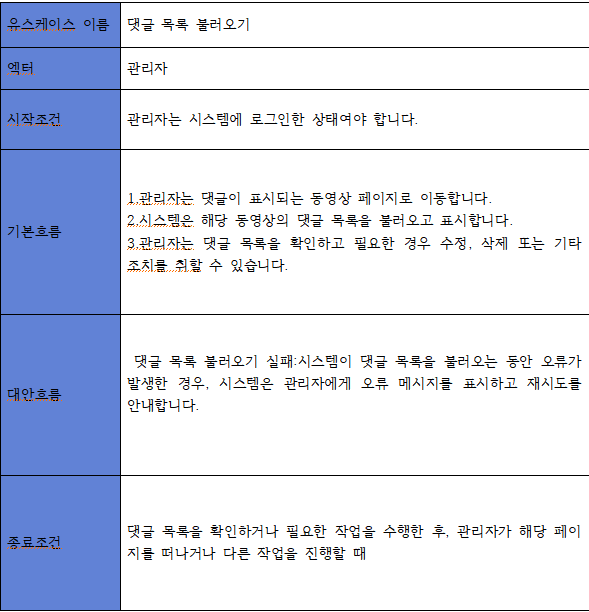 유스케이스 이름
댓글 목록 불러오기
엑터
관리자
시작조건
관리자는 시스템에 로그인한 상태여야 합니다.
기본흐름
1.관리자는 댓글이 표시되는 동영상 페이지로 이동합니다.
2.시스템은 해당 동영상의 댓글 목록을 불러오고 표시합니다.
3.관리자는 댓글 목록을 확인하고 필요한 경우 수정, 삭제 또는 기타
조치를 취할 수 있습니다.
대안흐름
댓글 목록 불러오기 실패:시스템이 댓글 목록을 불러오는 동안 오류가
발생한 경우, 시스템은 관리자에게 오류 메시지를 표시하고 재시도를
안내합니다.
종료조건
댓글 목록을 확인하거나 필요한 작업을 수행한 후, 관리자가 해당 페이
지를 떠나거나 다른 작업을 진행할 때